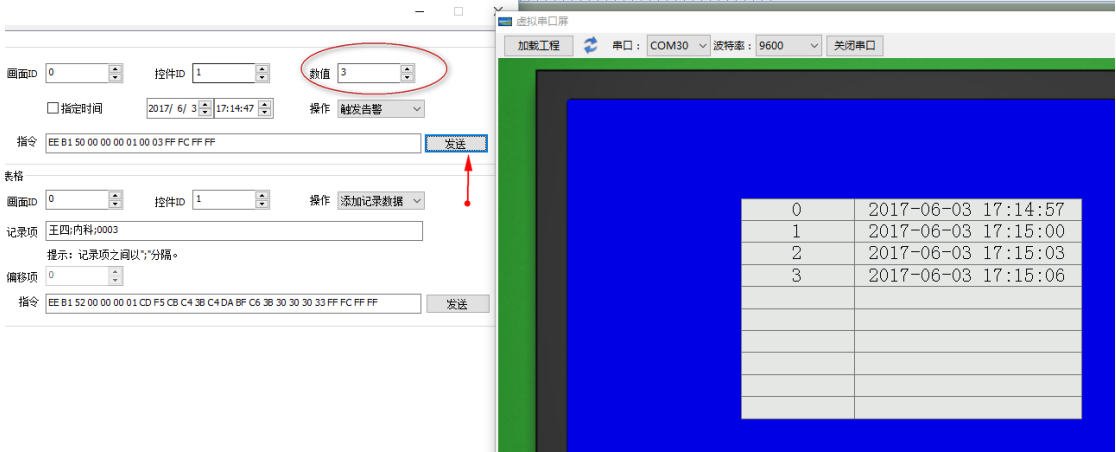 虚拟串口屏
加载工程 串口： COM30 波特率： 9600 关闭串口
画面ID 0 控件ID 1 数值 3
指定时间 2017/ 6/ 3 17:14:47 操作 触发告警
指令 EE B1 50 00 00 00 01 00 03 FF FC FF FF 发送
表格
画面ID 0 控件ID 1 操作 添加记录数据
记录项 王四;内科;0003
提示：记录项之间以";"分隔。
偏移项 0
指令 EE B1 52 00 00 00 01 CD F5 CB C4 3B C4 DA BF C6 3B 30 30 30 33 FF FC FF FF 发送
0 2017-06-03 17:14:57
1 2017-06-03 17:15:00
2 2017-06-03 17:15:03
3 2017-06-03 17:15:06